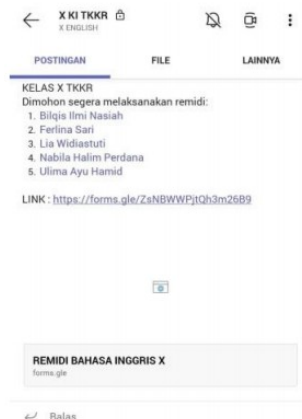 X KI TKKR
X ENGLISH
POSTINGAN
FILE
LAINNYA
KELAS X TKKR
Dimohon segera melaksanakan remidi:
1. Bilqis Ilmi Nasiah
2. Ferlina Sari
3. Lia Widiastuti
4. Nabila Halim Perdana
5. Ulima Ayu Hamid
LINK : https://forms.gle/ZsNBWWPjtQh3m26B9
REMIDI BAHASA INGGRIS X
forms.gle
Balas